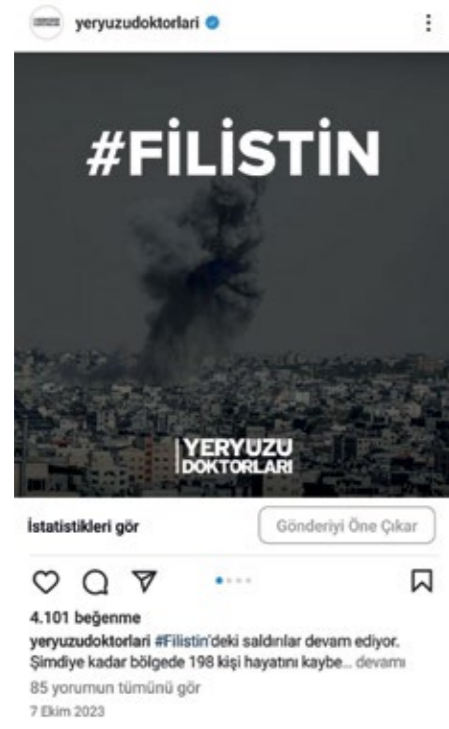 yeryuzudoktorlari
#FİLİSTİN
YERYUZU
DOKTORLARI
İstatistikleri gör
Gönderiyi Öne Çıkar
4.101 beğenme
yeryuzudoktorlari #Filistin'deki saldırılar devam ediyor.
Şimdiye kadar bölgede 198 kişi hayatını kaybe... devamı
85 yorumun tümünü gör
7 Ekim 2023